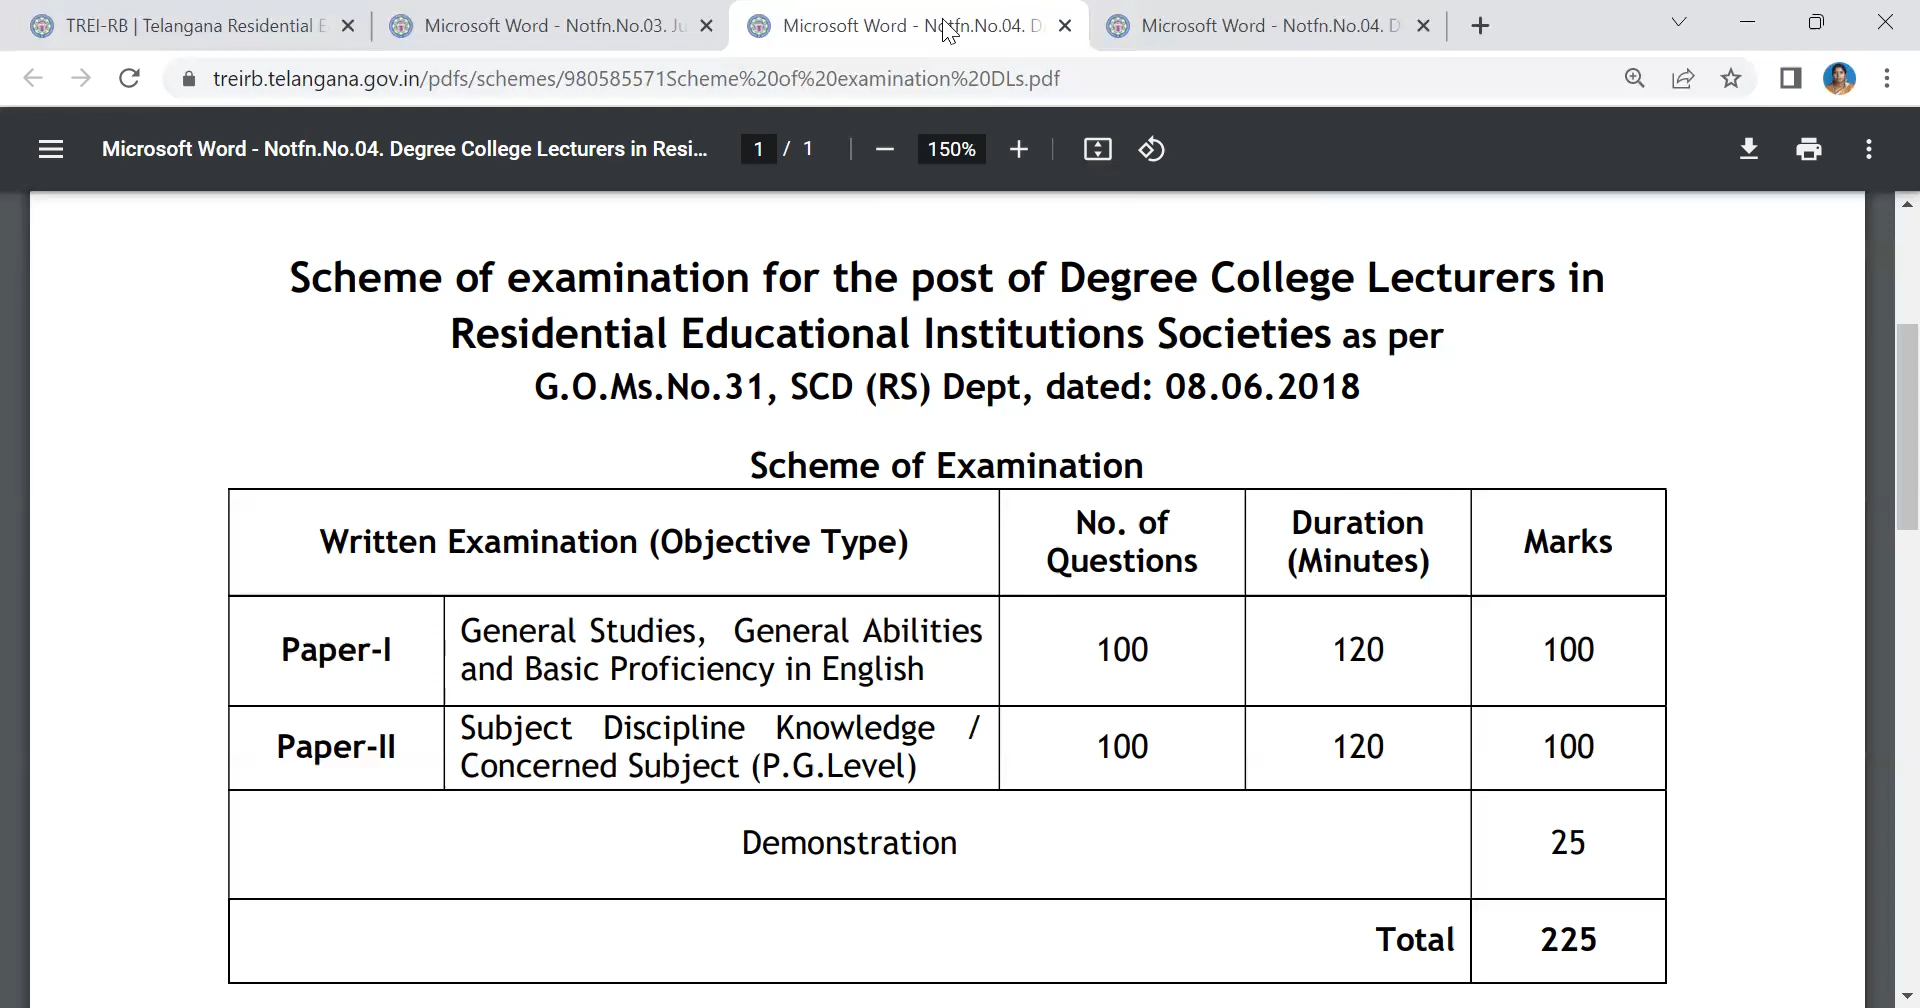 TREI-RB | Telangana Residential E
Microsoft Word - Notfn.No.03. Ju
Microsoft Word - Notfn.No.04. D
Microsoft Word - Notfn.No.04. D
treirb.telangana.gov.in/pdfs/schemes/980585571Scheme%20of%20examination%20DLs.pdf
Microsoft Word - Notfn.No.04. Degree College Lecturers in Resi...
1 / 1
150%
Scheme of examination for the post of Degree College Lecturers in
Residential Educational Institutions Societies as per
G.O.Ms.No.31, SCD (RS) Dept, dated: 08.06.2018
Scheme of Examination
Written Examination (Objective Type)
No. of
Questions
Duration
(Minutes)
Marks
Paper-I
General Studies, General Abilities
and Basic Proficiency in English
100
120
100
Paper-II
Subject Discipline Knowledge /
Concerned Subject (P.G.Level)
100
120
100
Demonstration
25
Total
225